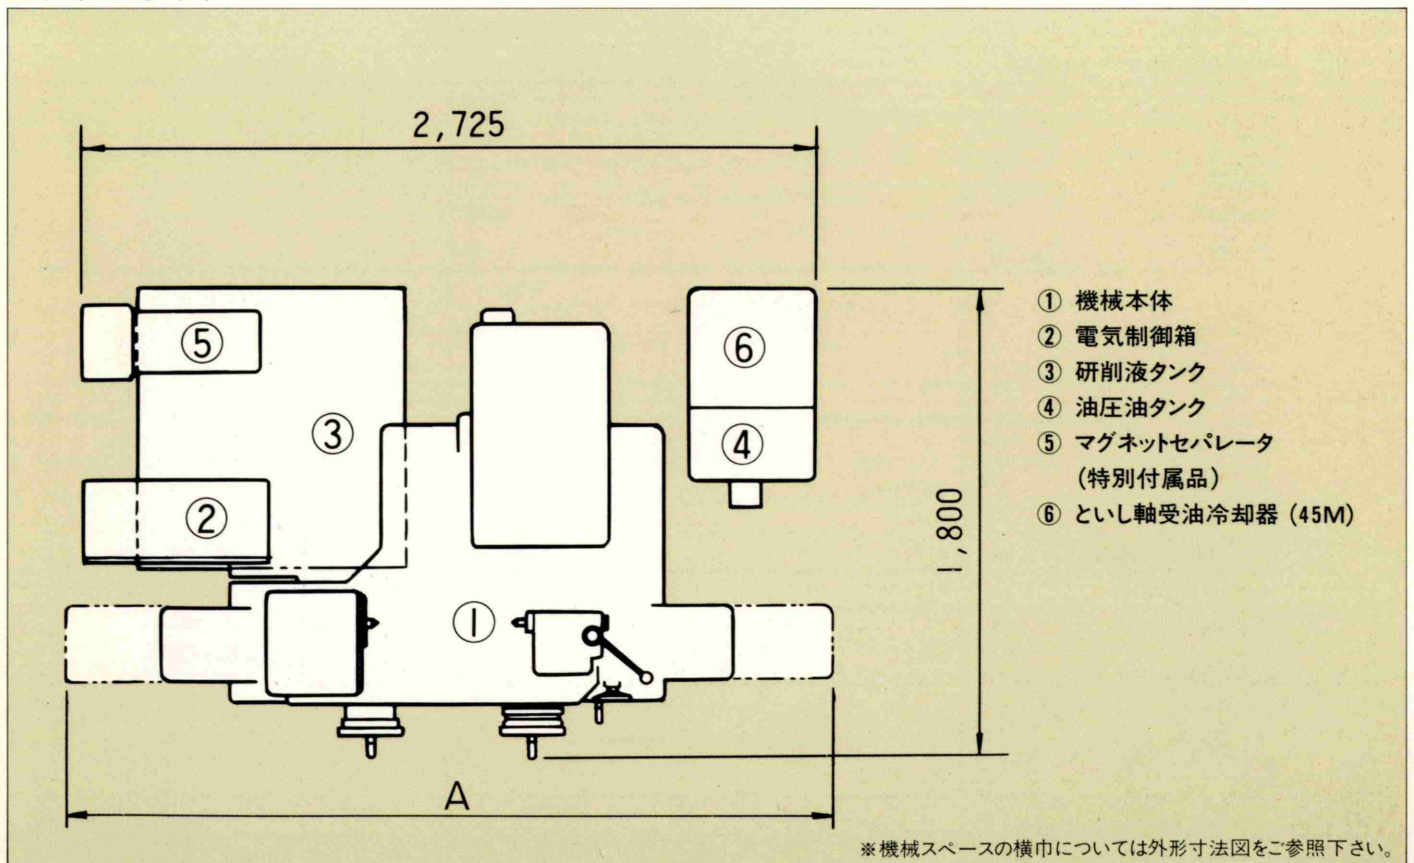 2,725
⑤
⑥
③
④
②
①
1,800
A
① 機械本体
② 電気制御箱
③ 研削液タンク
④ 油圧油タンク
⑤ マグネットセパレータ
(特別付属品)
⑥ といし軸受油冷却器 (45M)
※機械スペースの横巾については外形寸法図をご参照下さい。